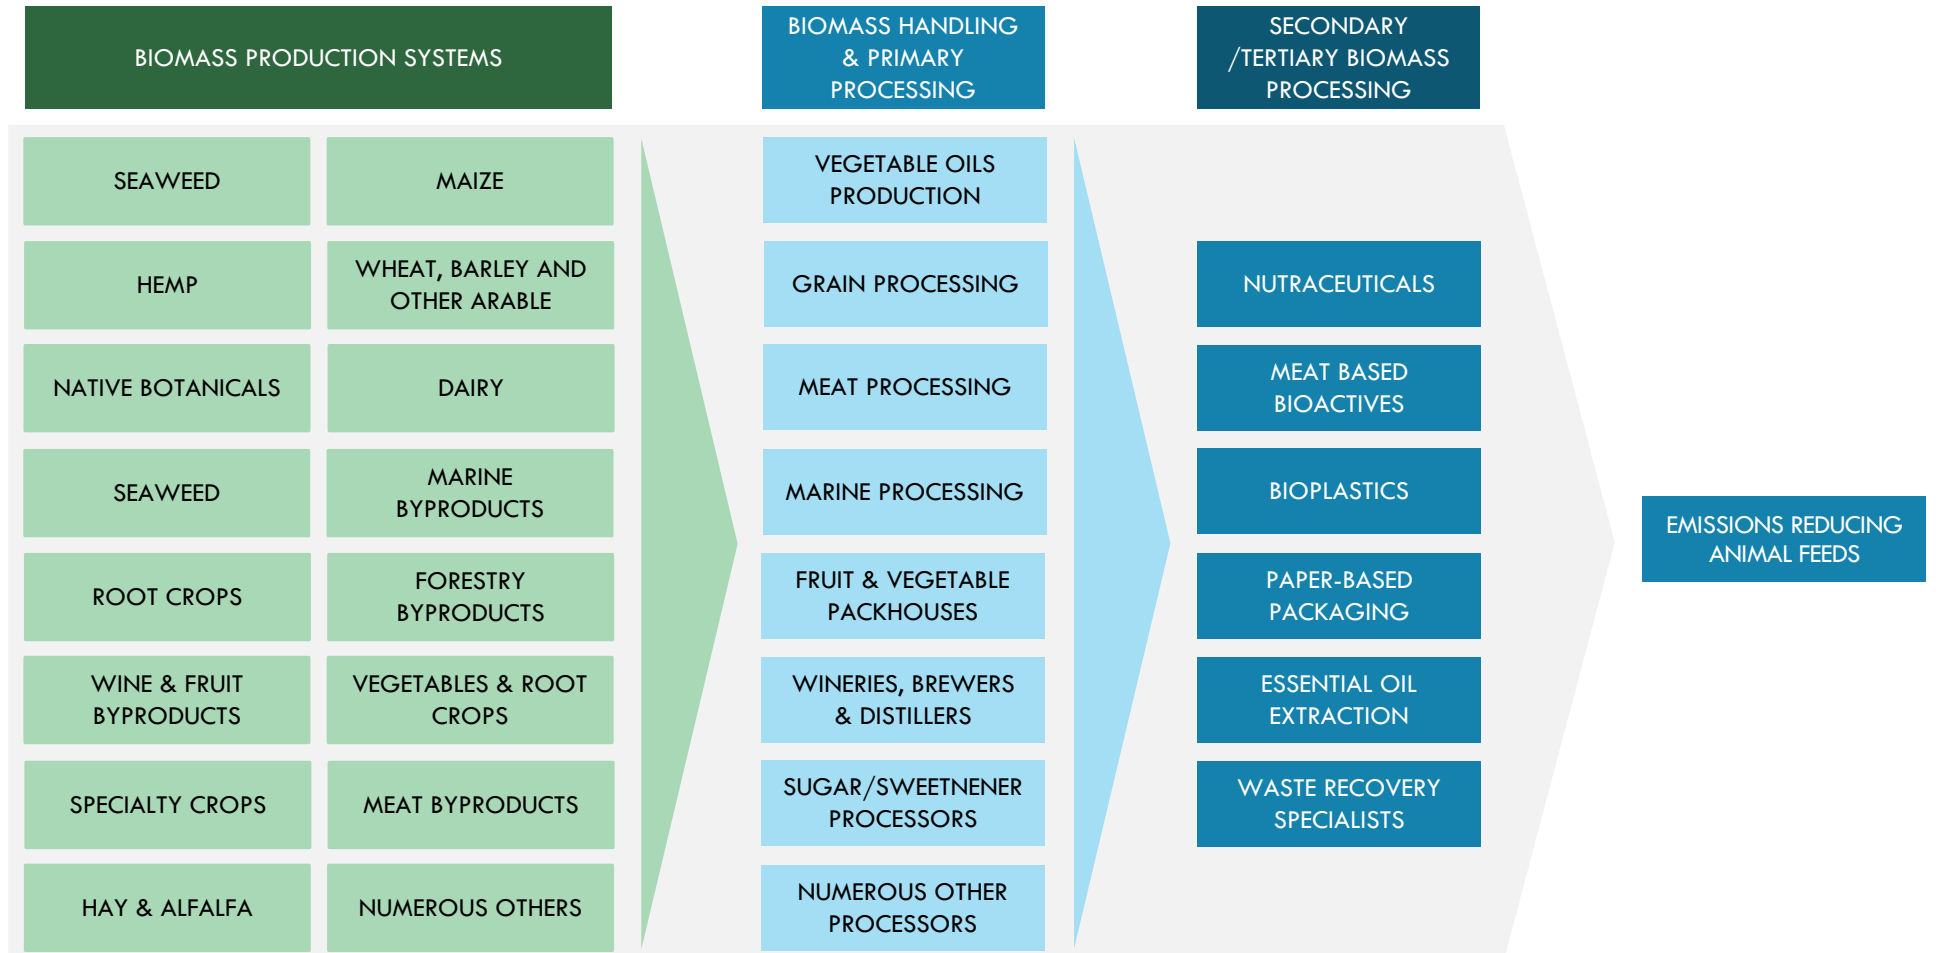 BIOMASS PRODUCTION SYSTEMS
BIOMASS HANDLING
& PRIMARY
PROCESSING
SECONDARY
/TERTIARY BIOMASS
PROCESSING
SEAWEED
MAIZE
HEMP
WHEAT, BARLEY AND
OTHER ARABLE
NATIVE BOTANICALS
DAIRY
SEAWEED
MARINE
BYPRODUCTS
ROOT CROPS
FORESTRY
BYPRODUCTS
WINE & FRUIT
BYPRODUCTS
VEGETABLES & ROOT
CROPS
SPECIALTY CROPS
MEAT BYPRODUCTS
HAY & ALFALFA
NUMEROUS OTHERS
VEGETABLE OILS
PRODUCTION
GRAIN PROCESSING
MEAT PROCESSING
MARINE PROCESSING
FRUIT & VEGETABLE
PACKHOUSES
WINERIES, BREWERS
& DISTILLERS
SUGAR/SWEETNENER
PROCESSORS
NUMEROUS OTHER
PROCESSORS
NUTRACEUTICALS
MEAT BASED
BIOACTIVES
BIOPLASTICS
PAPER-BASED
PACKAGING
ESSENTIAL OIL
EXTRACTION
WASTE RECOVERY
SPECIALISTS
EMISSIONS REDUCING
ANIMAL FEEDS